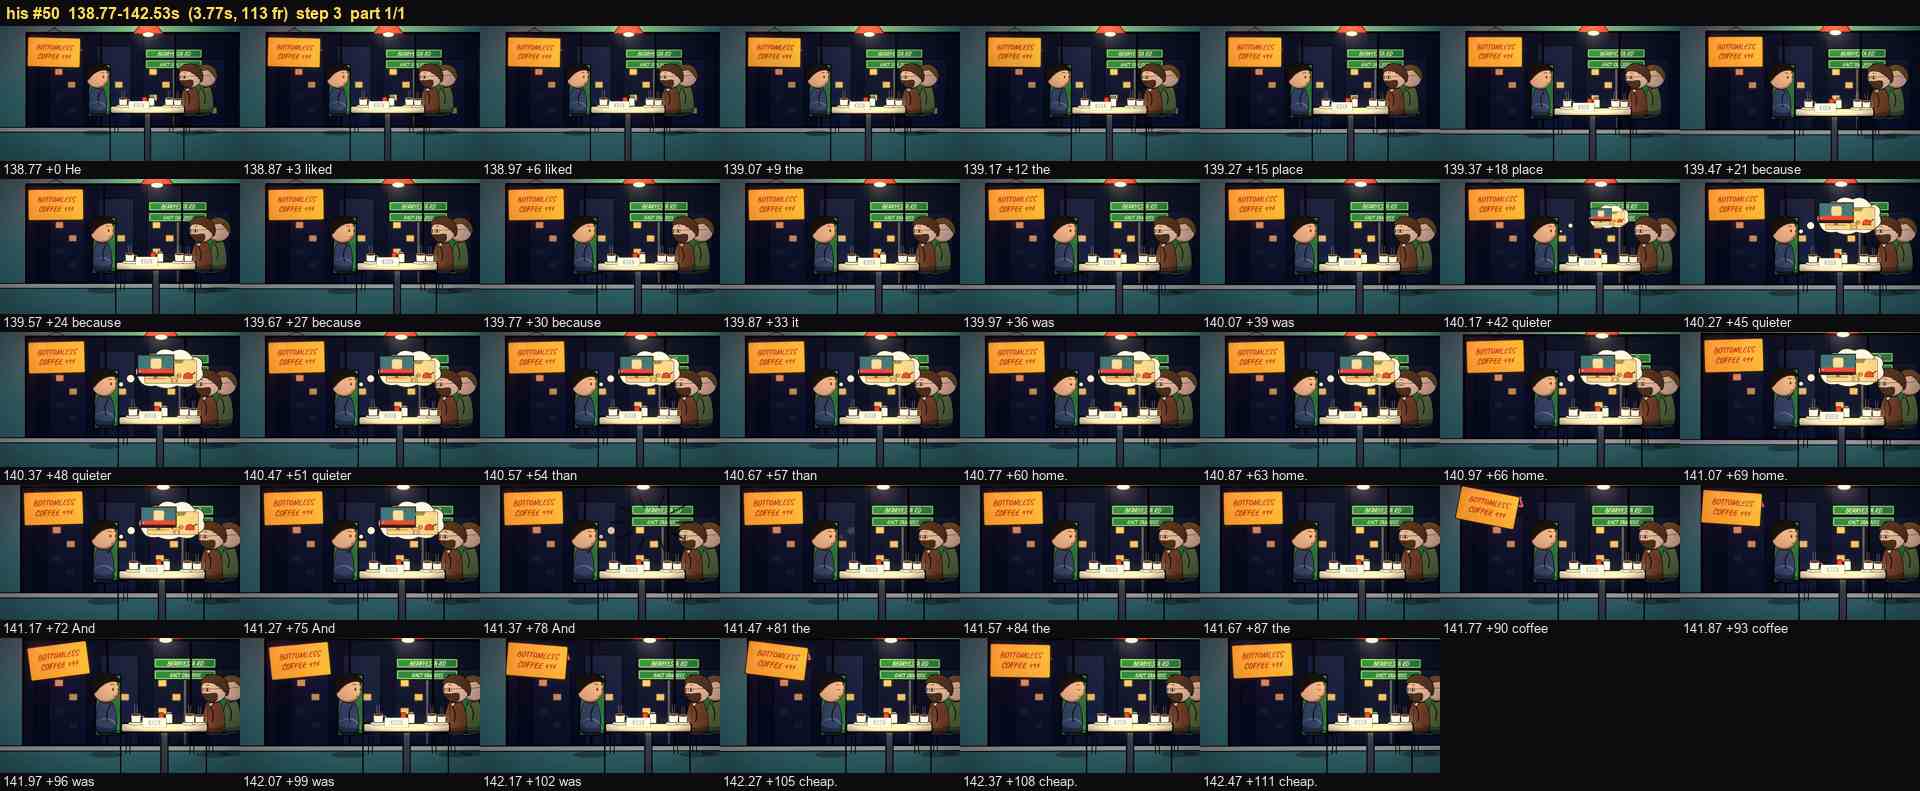 his #50 138.77-142.53s (3.77s, 113 fr) step 3 part 1/1
BOTTOMLESS
COFFEE
138.77 +0 He
138.87 +3 liked
138.97 +6 liked
139.07 +9 the
139.17 +12 the
139.27 +15 place
139.37 +18 place
139.47 +21 because
139.57 +24 because
139.67 +27 because
139.77 +30 because
139.87 +33 it
139.97 +36 was
140.07 +39 was
140.17 +42 quieter
140.27 +45 quieter
140.37 +48 quieter
140.47 +51 quieter
140.57 +54 than
140.67 +57 than
140.77 +60 home.
140.87 +63 home.
140.97 +66 home.
141.07 +69 home.
141.17 +72 And
141.27 +75 And
141.37 +78 And
141.47 +81 the
141.57 +84 the
141.67 +87 the
141.77 +90 coffee
141.87 +93 coffee
141.97 +96 was
142.07 +99 was
142.17 +102 was
142.27 +105 cheap.
142.37 +108 cheap.
142.47 +111 cheap.